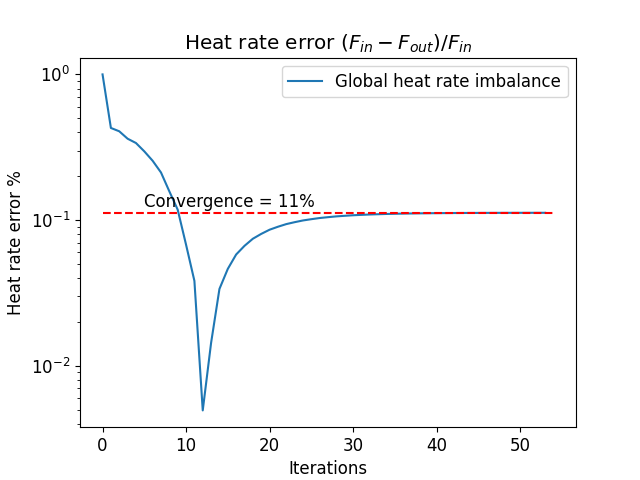 Heat rate error (F_in − F_out)/F_in
Global heat rate imbalance
Convergence = 11%
Heat rate error %
10^0
10^−1
10^−2
0 10 20 30 40 50
Iterations